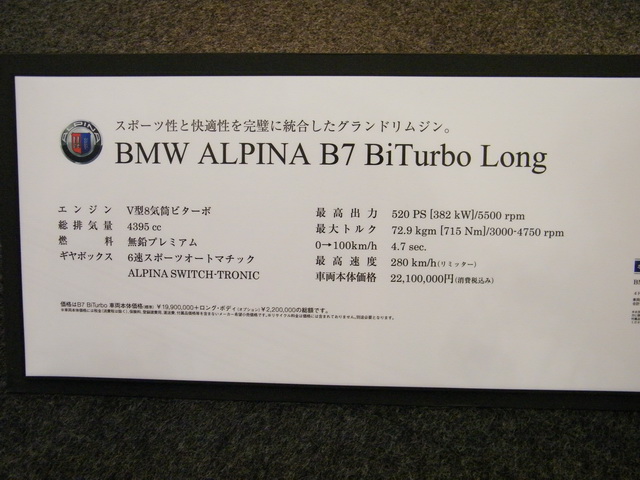 ALPINA
スポーツ性と快適性を完璧に統合したグランドリムジン。
BMW ALPINA B7 BiTurbo Long
エンジン V型8気筒ビターボ
総排気量 4395 cc
燃料 無鉛プレミアム
ギヤボックス 6速スポーツオートマチック
ALPINA SWITCH-TRONIC
最高出力 520 PS [382 kW]/5500 rpm
最大トルク 72.9 kgm [715 Nm]/3000-4750 rpm
0→100km/h 4.7 sec.
最高速度 280 km/h (リミッター)
車両本体価格 22,100,000円(消費税込み)
価格はB7 BiTurbo 車両本体価格(標準) ¥19,900,000+ロング・ボディ(オプション)¥2,200,000の総額です。